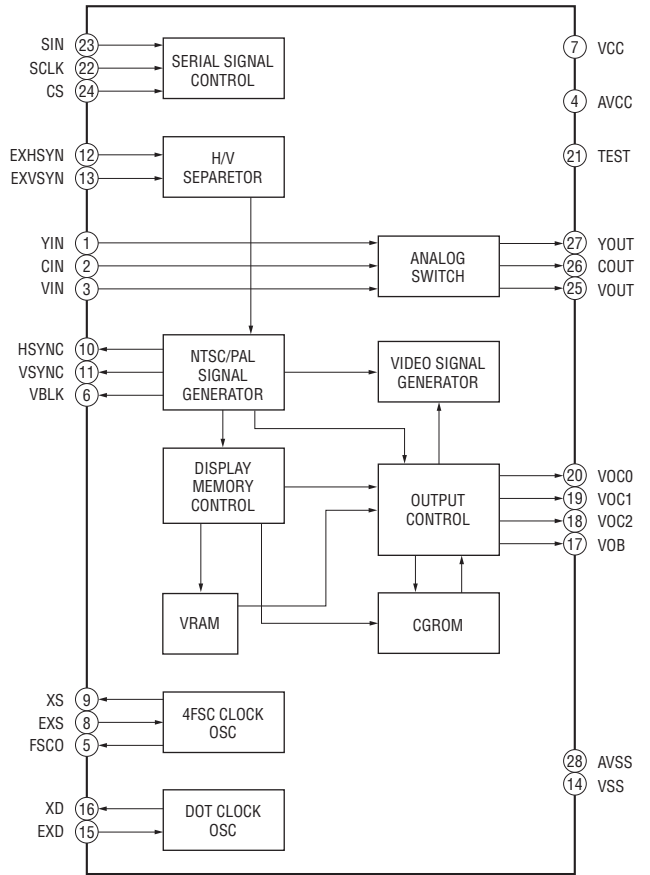 SIN 23
SCLK 22
CS 24
SERIAL SIGNAL
CONTROL
7 VCC
4 AVCC
EXHSYN 12
EXVSYN 13
H/V
SEPARETOR
21 TEST
YIN 1
CIN 2
VIN 3
ANALOG
SWITCH
27 YOUT
26 COUT
25 VOUT
HSYNC 10
VSYNC 11
VBLK 6
NTSC/PAL
SIGNAL
GENERATOR
VIDEO SIGNAL
GENERATOR
DISPLAY
MEMORY
CONTROL
OUTPUT
CONTROL
20 VOC0
19 VOC1
18 VOC2
17 VOB
VRAM
CGROM
XS 9
EXS 8
FSCO 5
4FSC CLOCK
OSC
28 AVSS
14 VSS
XD 16
EXD 15
DOT CLOCK
OSC